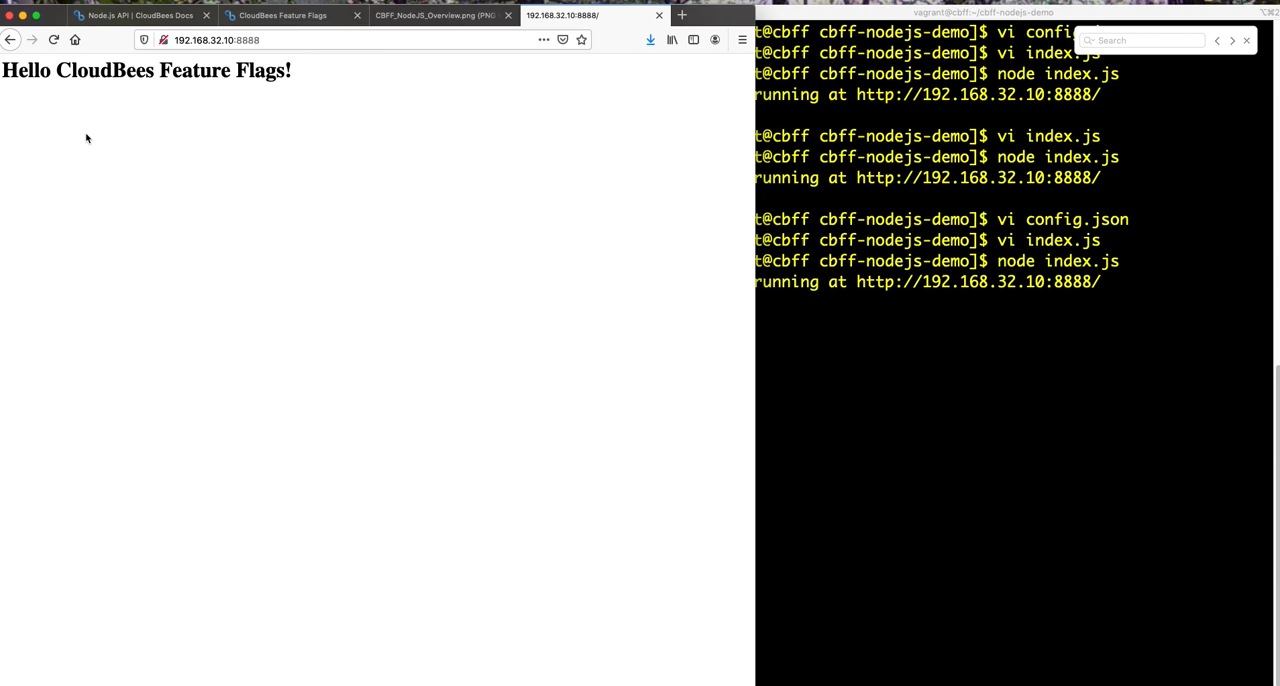 Node.js API | CloudBees Docs
CloudBees Feature Flags
CBFF_NodeJS_Overview.png (PNG
192.168.32.10:8888/
192.168.32.10:8888
Hello CloudBees Feature Flags!
vagrant@cbff:~/cbff-nodejs-demo
⌥⌘2
Search
t@cbff cbff-nodejs-demo]$ vi confi
t@cbff cbff-nodejs-demo]$ vi index.js
t@cbff cbff-nodejs-demo]$ node index.js
running at http://192.168.32.10:8888/
t@cbff cbff-nodejs-demo]$ vi index.js
t@cbff cbff-nodejs-demo]$ node index.js
running at http://192.168.32.10:8888/
t@cbff cbff-nodejs-demo]$ vi config.json
t@cbff cbff-nodejs-demo]$ vi index.js
t@cbff cbff-nodejs-demo]$ node index.js
running at http://192.168.32.10:8888/